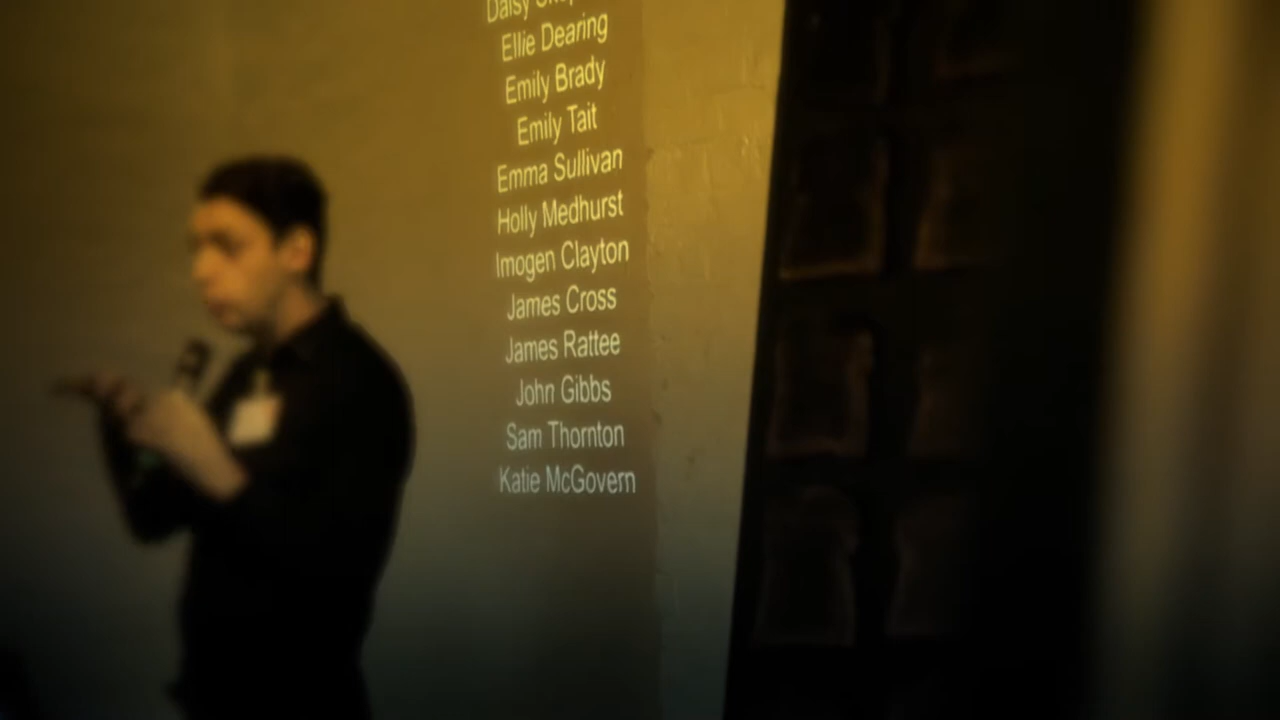 Daisy
Ellie Dearing
Emily Brady
Emily Tait
Emma Sullivan
Holly Medhurst
Imogen Clayton
James Cross
James Rattee
John Gibbs
Sam Thornton
Katie McGovern